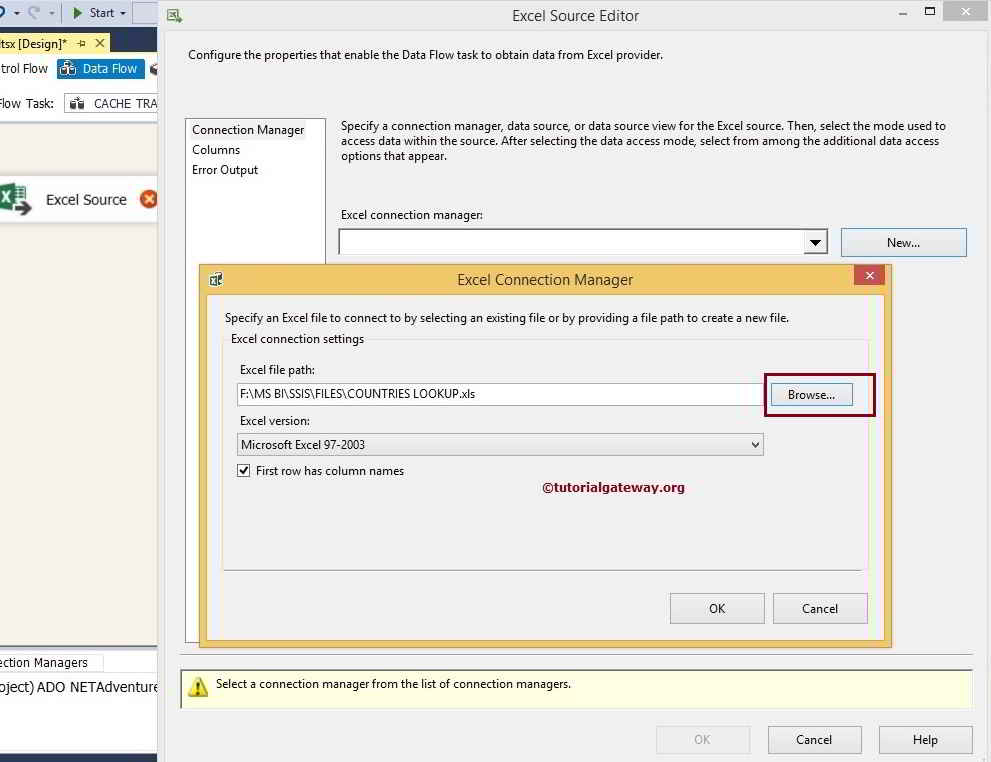 Start
Excel Source Editor
ltsx [Design]*
trol Flow
Data Flow
low Task:
CACHE TRA
Excel Source
Configure the properties that enable the Data Flow task to obtain data from Excel provider.
Connection Manager
Columns
Error Output
Specify a connection manager, data source, or data source view for the Excel source. Then, select the mode used to
access data within the source. After selecting the data access mode, select from among the additional data access
options that appear.
Excel connection manager:
New...
Excel Connection Manager
Specify an Excel file to connect to by selecting an existing file or by providing a file path to create a new file.
Excel connection settings
Excel file path:
F:\MS BI\SSIS\FILES\COUNTRIES LOOKUP.xls
Browse...
Excel version:
Microsoft Excel 97-2003
First row has column names
©tutorialgateway.org
OK
Cancel
ection Managers
oject) ADO NETAdventure
Select a connection manager from the list of connection managers.
OK
Cancel
Help